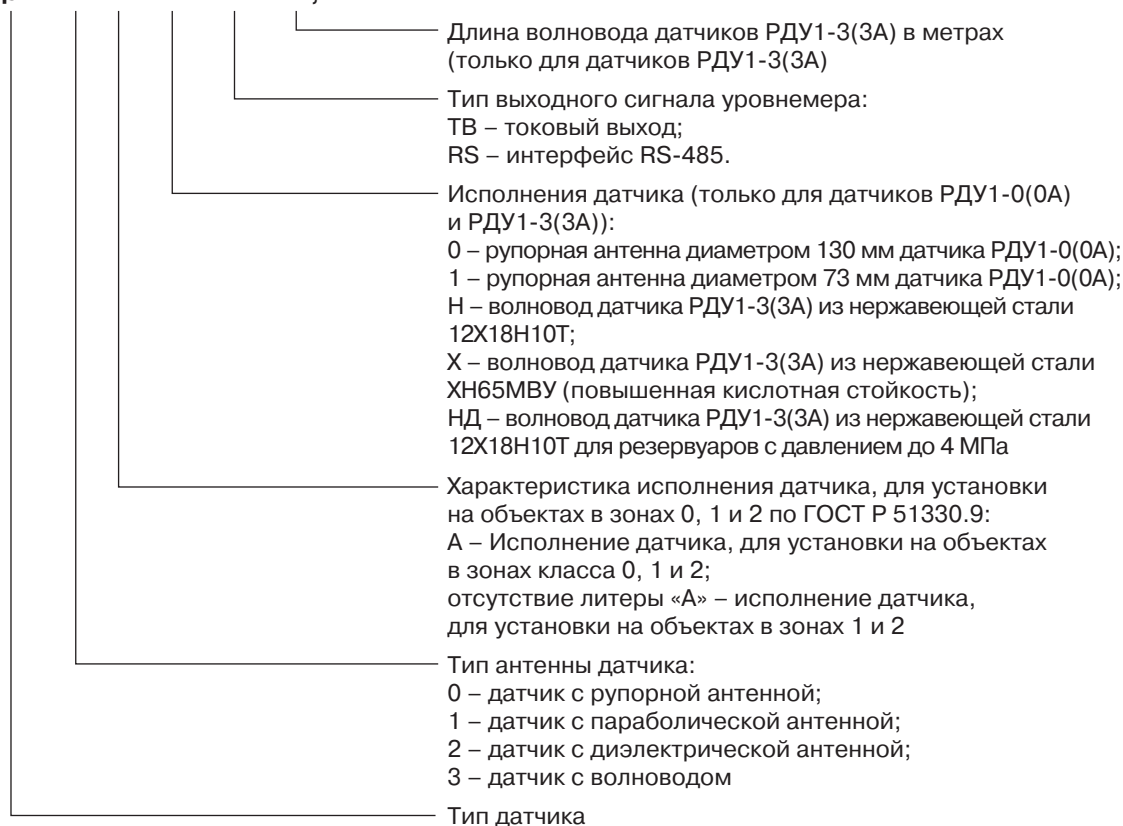 Длина волновода датчиков РДУ1-3(3А) в метрах
(только для датчиков РДУ1-3(3А)
Тип выходного сигнала уровнемера:
ТВ – токовый выход;
RS – интерфейс RS-485.
Исполнения датчика (только для датчиков РДУ1-0(0А)
и РДУ1-3(3А)):
0 – рупорная антенна диаметром 130 мм датчика РДУ1-0(0А);
1 – рупорная антенна диаметром 73 мм датчика РДУ1-0(0А);
Н – волновод датчика РДУ1-3(3А) из нержавеющей стали
12Х18Н10Т;
Х – волновод датчика РДУ1-3(3А) из нержавеющей стали
ХН65МВУ (повышенная кислотная стойкость);
НД – волновод датчика РДУ1-3(3А) из нержавеющей стали
12Х18Н10Т для резервуаров с давлением до 4 МПа
Характеристика исполнения датчика, для установки
на объектах в зонах 0, 1 и 2 по ГОСТ Р 51330.9:
А – Исполнение датчика, для установки на объектах
в зонах класса 0, 1 и 2;
отсутствие литеры «А» – исполнение датчика,
для установки на объектах в зонах 1 и 2
Тип антенны датчика:
0 – датчик с рупорной антенной;
1 – датчик с параболической антенной;
2 – датчик с диэлектрической антенной;
3 – датчик с волноводом
Тип датчика